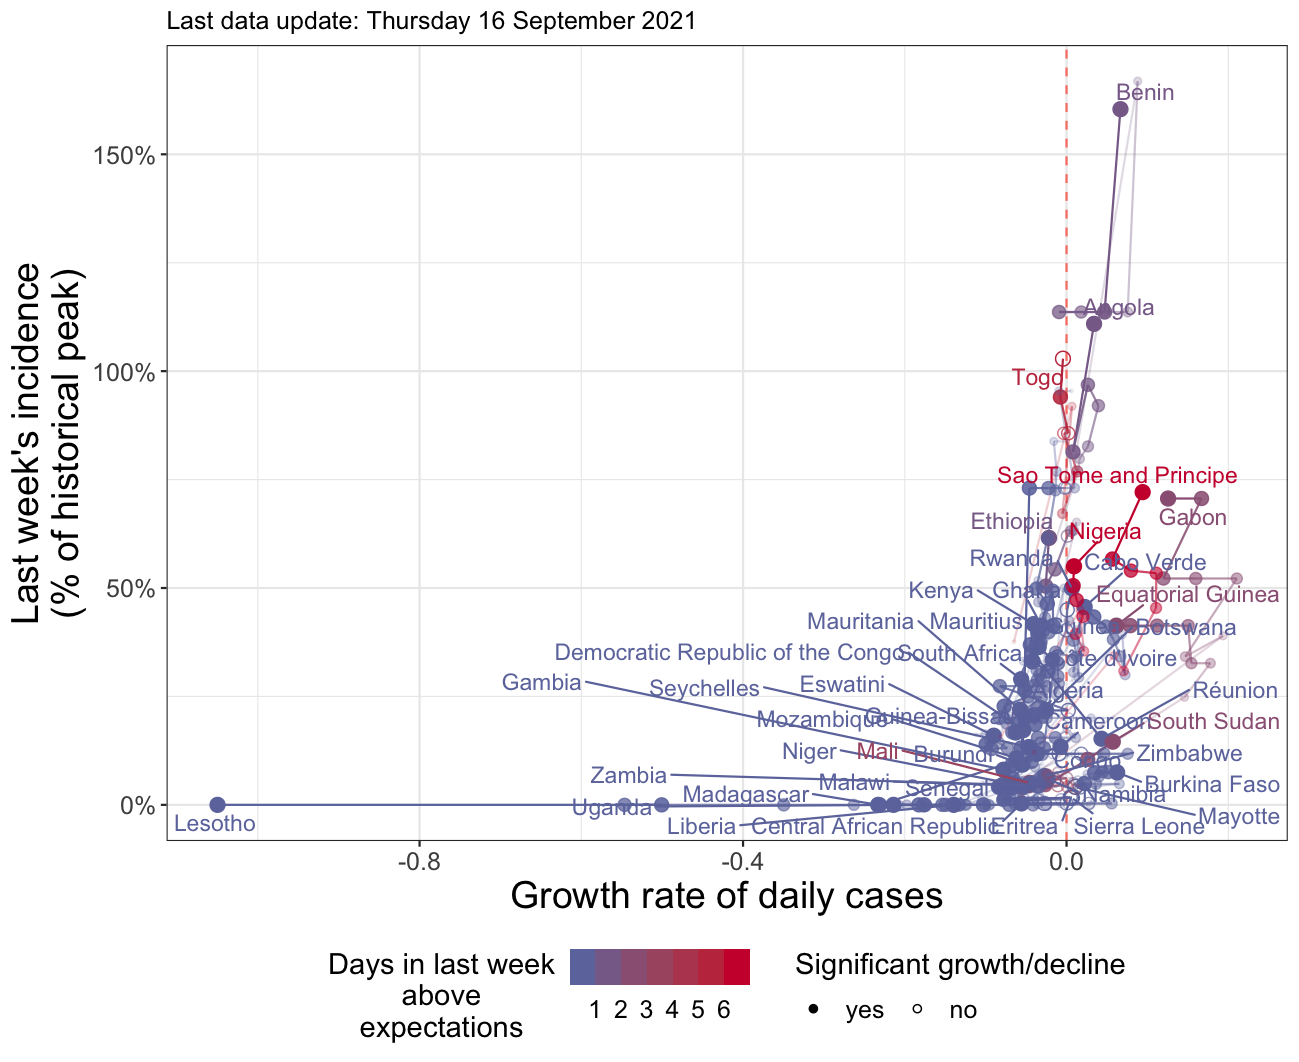 Last data update: Thursday 16 September 2021
Last week's incidence
(% of historical peak)
150%
100%
50%
0%
Benin
Angola
Togo
Sao Tome and Principe
Gabon
Ethiopia
Nigeria
Rwanda
Cabo Verde
Kenya
Ghana
Equatorial Guinea
Mauritania
Mauritius
Guinea
Botswana
Democratic Republic of the Congo
South Africa
Côte d'Ivoire
Gambia
Seychelles
Eswatini
Algeria
Réunion
Mozambique
Guinea-Bissau
Cameroon
South Sudan
Niger
Mali
Burundi
Congo
Zimbabwe
Zambia
Malawi
Senegal
Burkina Faso
Madagascar
Namibia
Uganda
Mayotte
Lesotho
Liberia
Central African Republic
Eritrea
Sierra Leone
-0.8
-0.4
0.0
Growth rate of daily cases
Days in last week
above
expectations
1 2 3 4 5 6
Significant growth/decline
yes
no